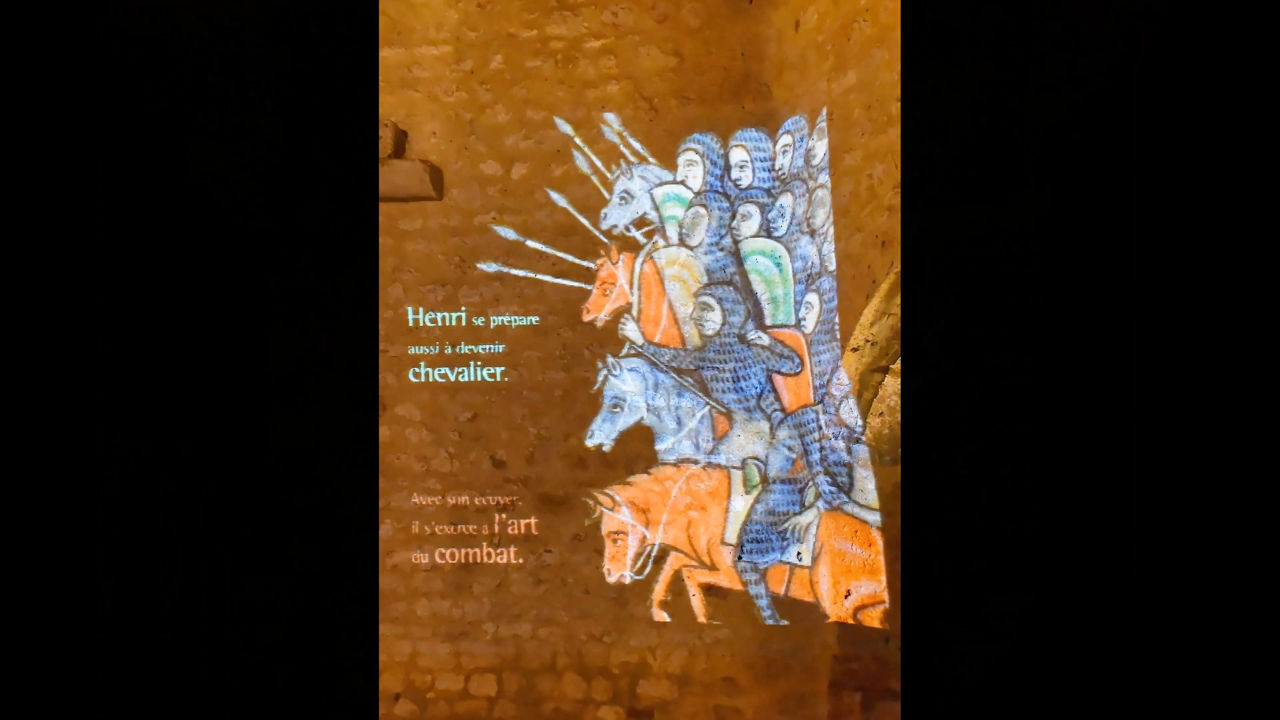 Henri se prépare
aussi à devenir
chevalier.
Avec son écuyer,
il s'exerce à l'art
du combat.